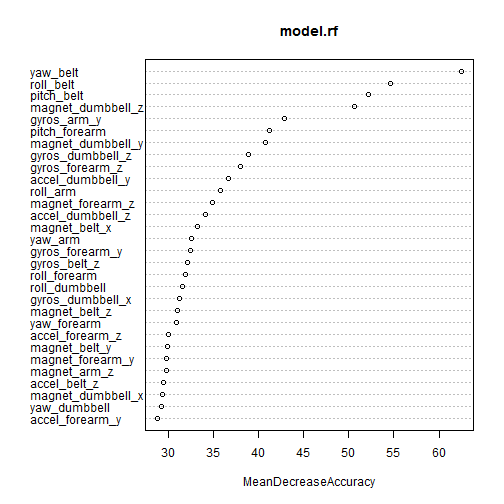 model.rf
yaw_belt
roll_belt
pitch_belt
magnet_dumbbell_z
gyros_arm_y
pitch_forearm
magnet_dumbbell_y
gyros_dumbbell_z
gyros_forearm_z
accel_dumbbell_y
roll_arm
magnet_forearm_z
accel_dumbbell_z
magnet_belt_x
yaw_arm
gyros_forearm_y
gyros_belt_z
roll_forearm
roll_dumbbell
gyros_dumbbell_x
magnet_belt_z
yaw_forearm
accel_forearm_z
magnet_belt_y
magnet_forearm_y
magnet_arm_z
accel_belt_z
magnet_dumbbell_x
yaw_dumbbell
accel_forearm_y
30 35 40 45 50 55 60
MeanDecreaseAccuracy